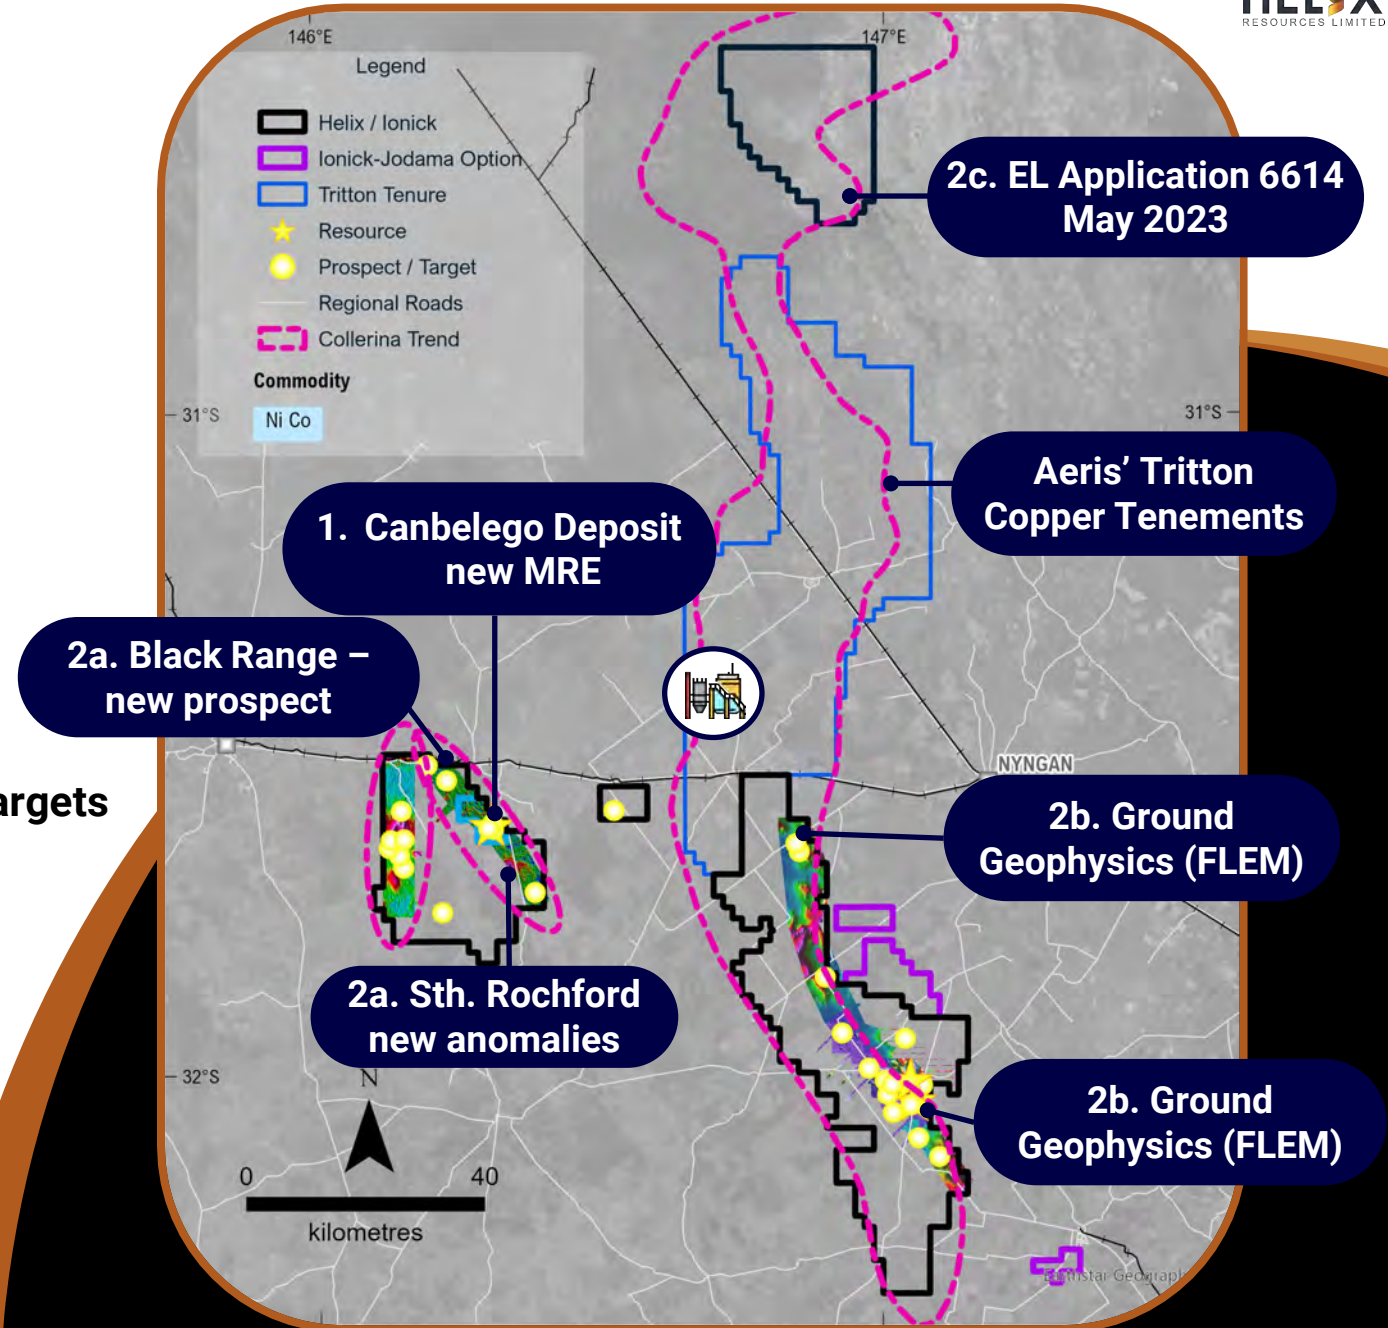 HELIX
RESOURCES LIMITED
146°E
147°E
Legend
Helix / Ionick
Ionick-Jodama Option
Tritton Tenure
Resource
Prospect / Target
Regional Roads
Collerina Trend
Commodity
Ni Co
2c. EL Application 6614
May 2023
31°S
31°S
Aeris’ Tritton
Copper Tenements
1. Canbelego Deposit
new MRE
2a. Black Range –
new prospect
NYNGAN
argets
2b. Ground
Geophysics (FLEM)
2a. Sth. Rochford
new anomalies
32°S
N
2b. Ground
Geophysics (FLEM)
0
40
kilometres
Earthstar Geograph